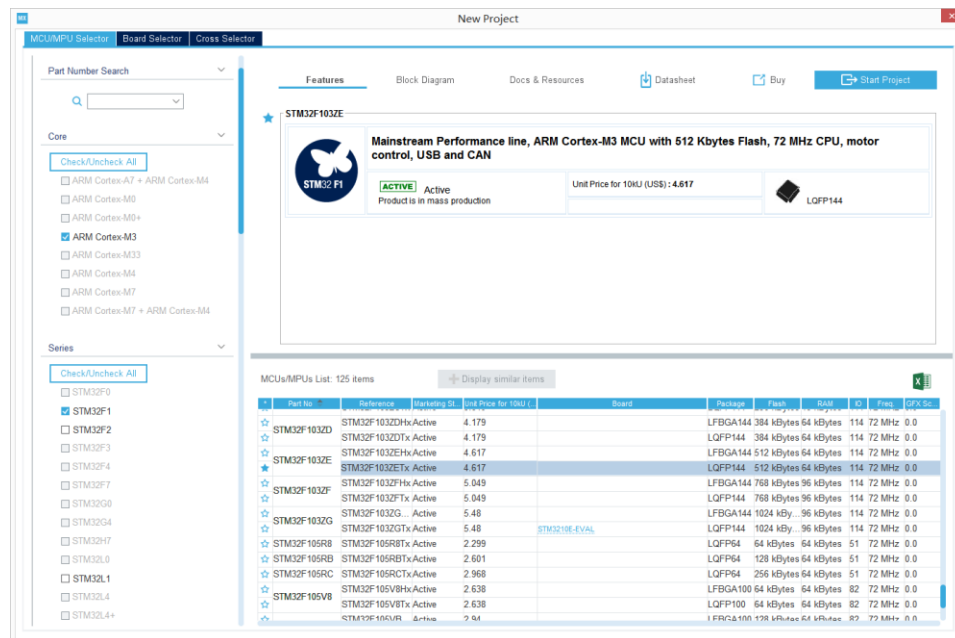 MX New Project
MCU/MPU Selector Board Selector Cross Selector
Part Number Search
Core
Check/Uncheck All
ARM Cortex-A7 + ARM Cortex-M4
ARM Cortex-M0
ARM Cortex-M0+
ARM Cortex-M3
ARM Cortex-M33
ARM Cortex-M4
ARM Cortex-M7
ARM Cortex-M7 + ARM Cortex-M4
Series
Check/Uncheck All
STM32F0
STM32F1
STM32F2
STM32F3
STM32F4
STM32F7
STM32G0
STM32G4
STM32H7
STM32L0
STM32L1
STM32L4
STM32L4+
Features Block Diagram Docs & Resources Datasheet Buy Start Project
STM32F103ZE
STM32 F1
Mainstream Performance line, ARM Cortex-M3 MCU with 512 Kbytes Flash, 72 MHz CPU, motor
control, USB and CAN
ACTIVE Active
Product is in mass production
Unit Price for 10kU (US$) : 4.617
LQFP144
MCUs/MPUs List: 125 items Display similar items
* Part No Reference Marketing St... Unit Price for 10kU (... Board Package Flash RAM IO Freq. GFX Sc...
STM32F103ZD STM32F103ZDHx Active 4.179 LFBGA144 384 kBytes 64 kBytes 114 72 MHz 0.0
STM32F103ZDTx Active 4.179 LQFP144 384 kBytes 64 kBytes 114 72 MHz 0.0
STM32F103ZE STM32F103ZEHx Active 4.617 LFBGA144 512 kBytes 64 kBytes 114 72 MHz 0.0
STM32F103ZETx Active 4.617 LQFP144 512 kBytes 64 kBytes 114 72 MHz 0.0
STM32F103ZF STM32F103ZFHx Active 5.049 LFBGA144 768 kBytes 96 kBytes 114 72 MHz 0.0
STM32F103ZFTx Active 5.049 LQFP144 768 kBytes 96 kBytes 114 72 MHz 0.0
STM32F103ZG STM32F103ZG... Active 5.48 LFBGA144 1024 kBy... 96 kBytes 114 72 MHz 0.0
STM32F103ZGTx Active 5.48 STM3210E-EVAL LQFP144 1024 kBy... 96 kBytes 114 72 MHz 0.0
STM32F105R8 STM32F105R8Tx Active 2.299 LQFP64 64 kBytes 64 kBytes 51 72 MHz 0.0
STM32F105RB STM32F105RBTx Active 2.601 LQFP64 128 kBytes 64 kBytes 51 72 MHz 0.0
STM32F105RC STM32F105RCTx Active 2.968 LQFP64 256 kBytes 64 kBytes 51 72 MHz 0.0
STM32F105V8 STM32F105V8Hx Active 2.638 LFBGA100 64 kBytes 64 kBytes 82 72 MHz 0.0
STM32F105V8Tx Active 2.638 LQFP100 64 kBytes 64 kBytes 82 72 MHz 0.0
STM32F105VB... Active 2.94 LFBGA100 128 kBytes 64 kBytes 82 72 MHz 0.0